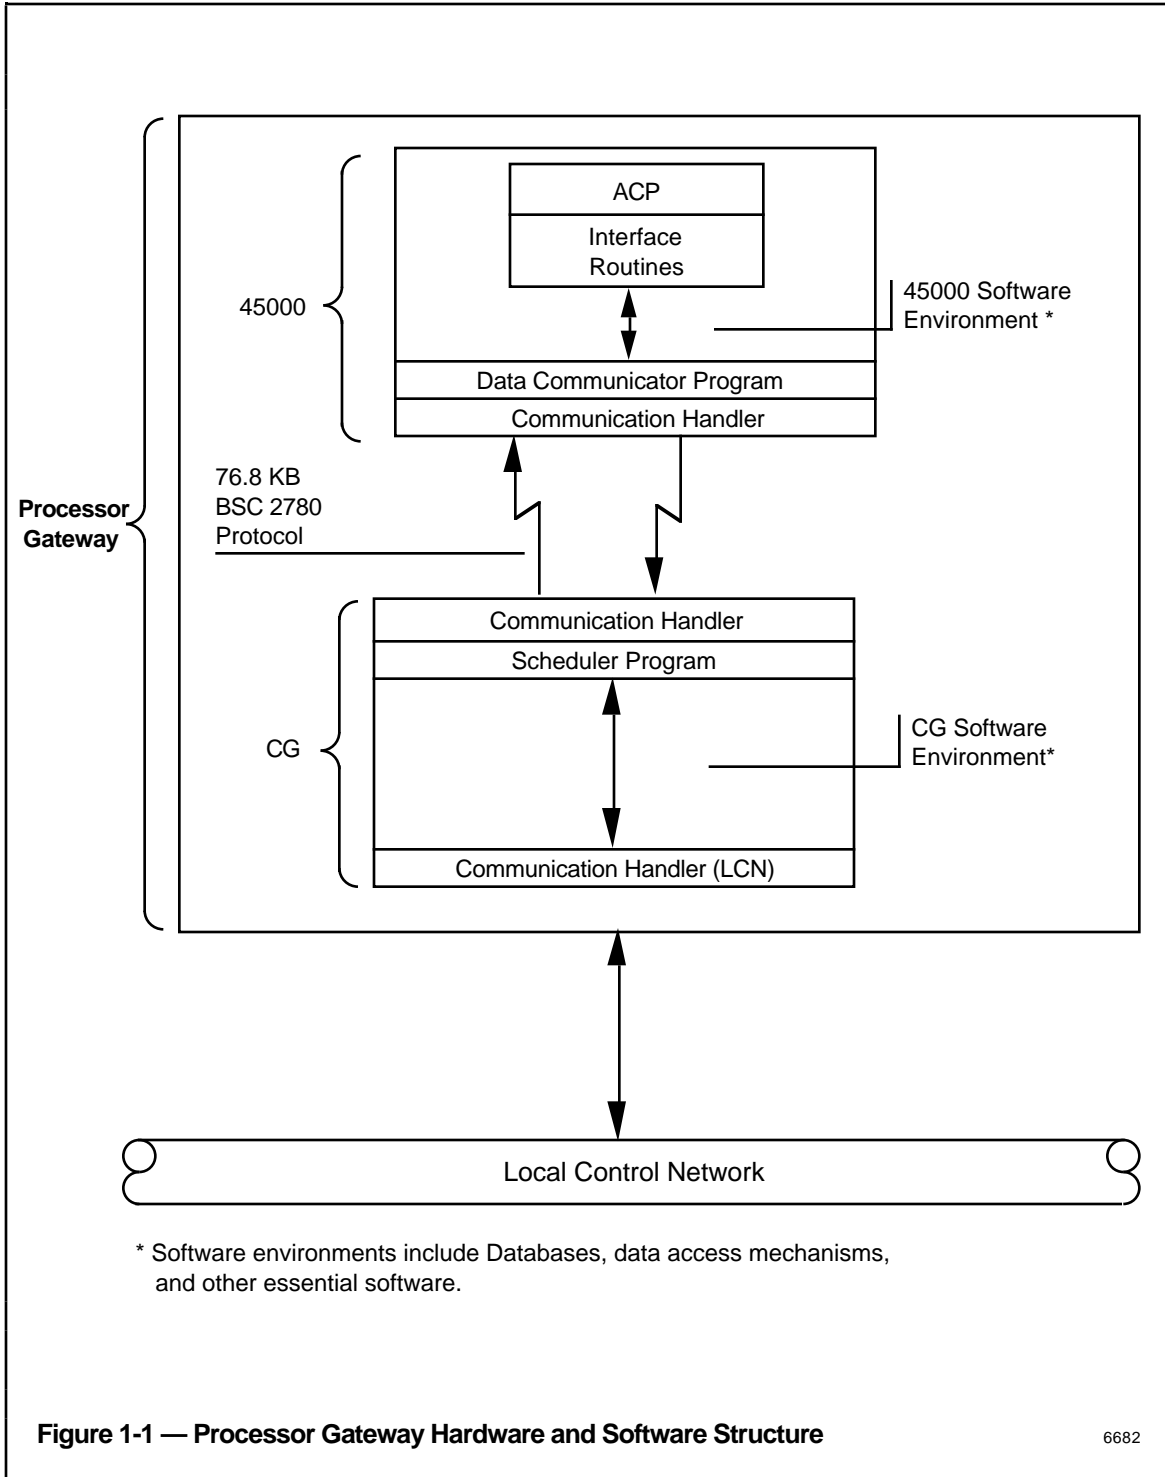 ACP
Interface
Routines
45000
45000 Software
Environment *
Data Communicator Program
Communication Handler
76.8 KB
BSC 2780
Protocol
Processor
Gateway
Communication Handler
Scheduler Program
CG
CG Software
Environment*
Communication Handler (LCN)
Local Control Network
* Software environments include Databases, data access mechanisms,
and other essential software.
Figure 1-1 — Processor Gateway Hardware and Software Structure
6682